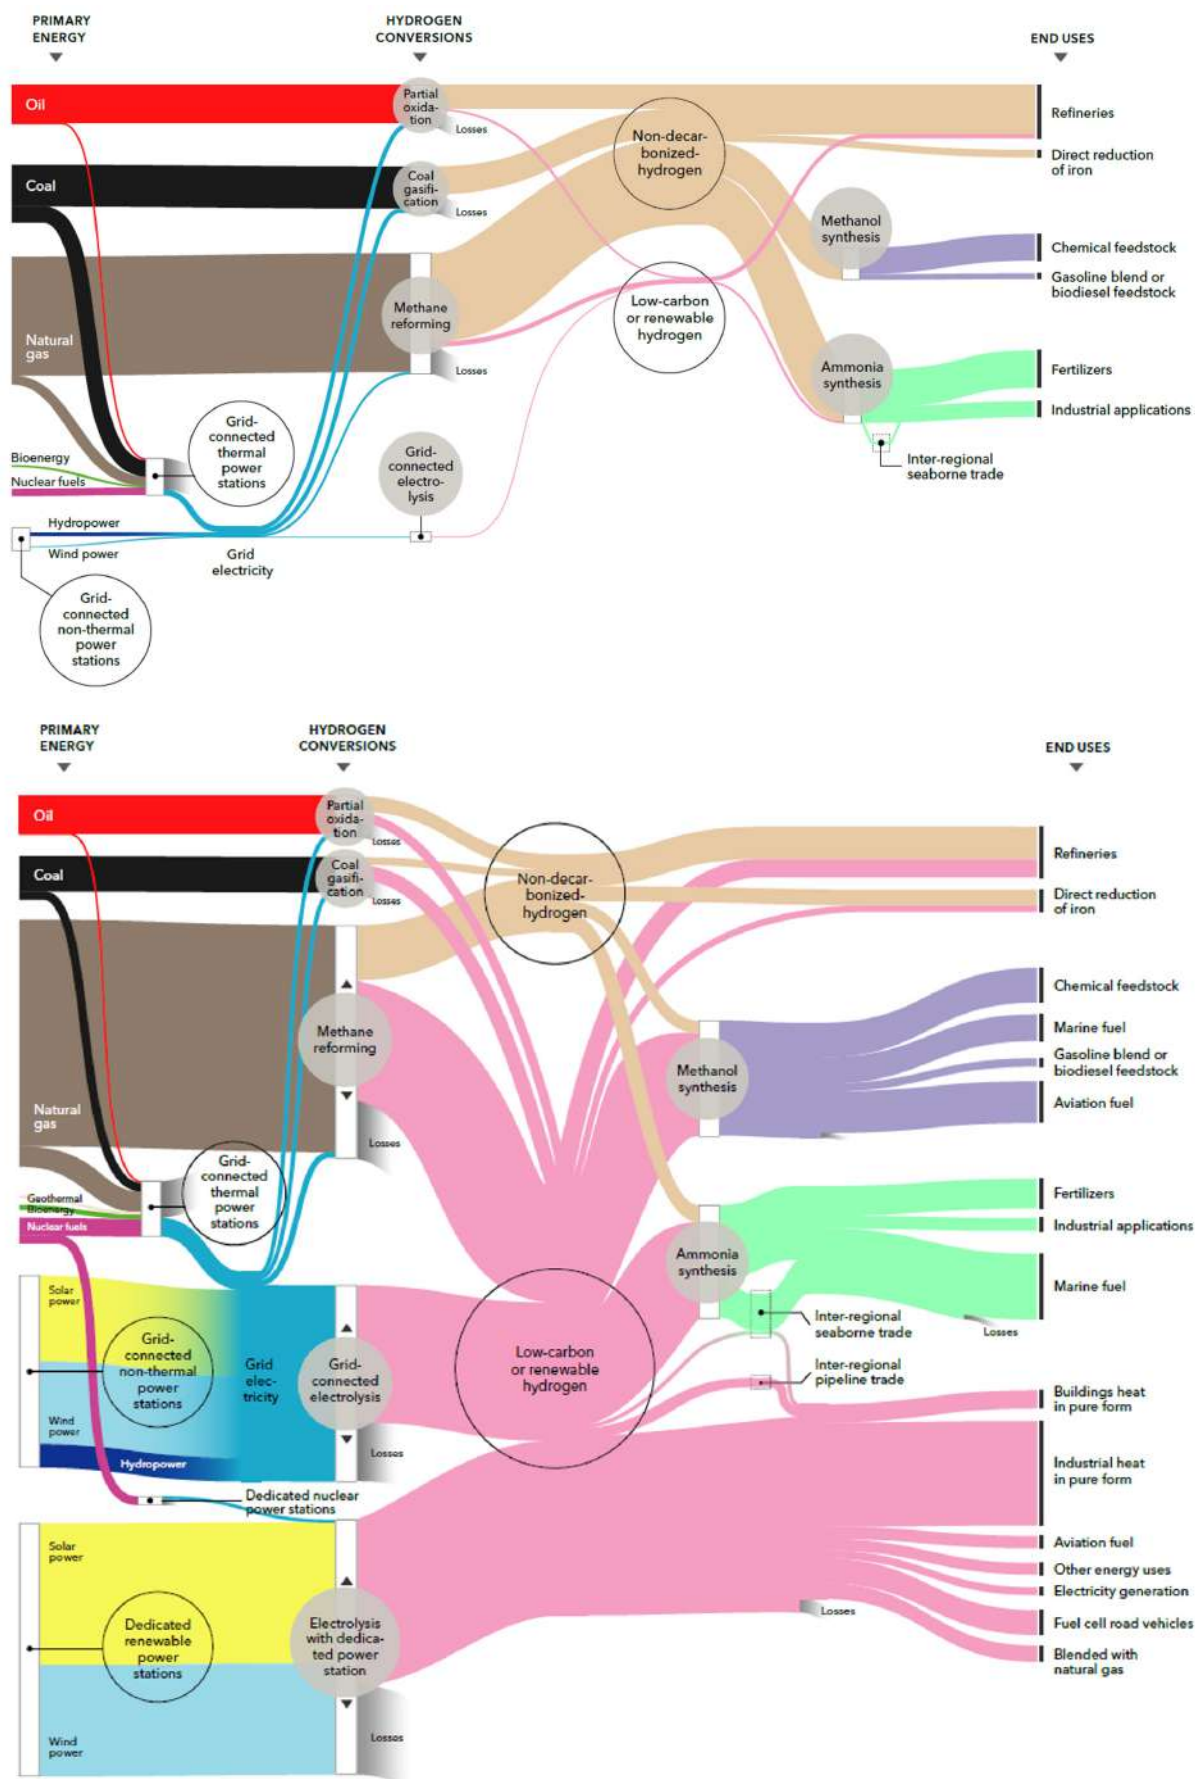 PRIMARY
ENERGY
HYDROGEN
CONVERSIONS
END USES
Oil
Partial
oxida-
tion
Losses
Non-decar-
bonized-
hydrogen
Refineries
Direct reduction
of iron
Coal
Coal
gasifi-
cation
Losses
Methanol
synthesis
Chemical feedstock
Gasoline blend or
biodiesel feedstock
Natural
gas
Methane
reforming
Losses
Low-carbon
or renewable
hydrogen
Ammonia
synthesis
Fertilizers
Industrial applications
Inter-regional
seaborne trade
Grid-
connected
thermal
power
stations
Grid-
connected
electro-
lysis
Bioenergy
Nuclear fuels
Hydropower
Wind power
Grid
electricity
Grid-
connected
non-thermal
power
stations
PRIMARY
ENERGY
HYDROGEN
CONVERSIONS
END USES
Oil
Partial
oxida-
tion
Losses
Coal
Coal
gasifi-
cation
Losses
Non-decar-
bonized-
hydrogen
Refineries
Direct reduction
of iron
Methane
reforming
Losses
Methanol
synthesis
Chemical feedstock
Marine fuel
Gasoline blend or
biodiesel feedstock
Aviation fuel
Natural
gas
Grid-
connected
thermal
power
stations
Geothermal
Bioenergy
Nuclear fuels
Ammonia
synthesis
Fertilizers
Industrial applications
Marine fuel
Losses
Inter-regional
seaborne trade
Inter-regional
pipeline trade
Solar
power
Grid-
connected
non-thermal
power
stations
Wind
power
Hydropower
Grid
elec-
tricity
Grid-
connected
electrolysis
Losses
Low-carbon
or renewable
hydrogen
Buildings heat
in pure form
Industrial heat
in pure form
Dedicated nuclear
power stations
Solar
power
Dedicated
renewable
power
stations
Wind
power
Electrolysis
with dedica-
ted power
station
Losses
Losses
Aviation fuel
Other energy uses
Electricity generation
Fuel cell road vehicles
Blended with
natural gas